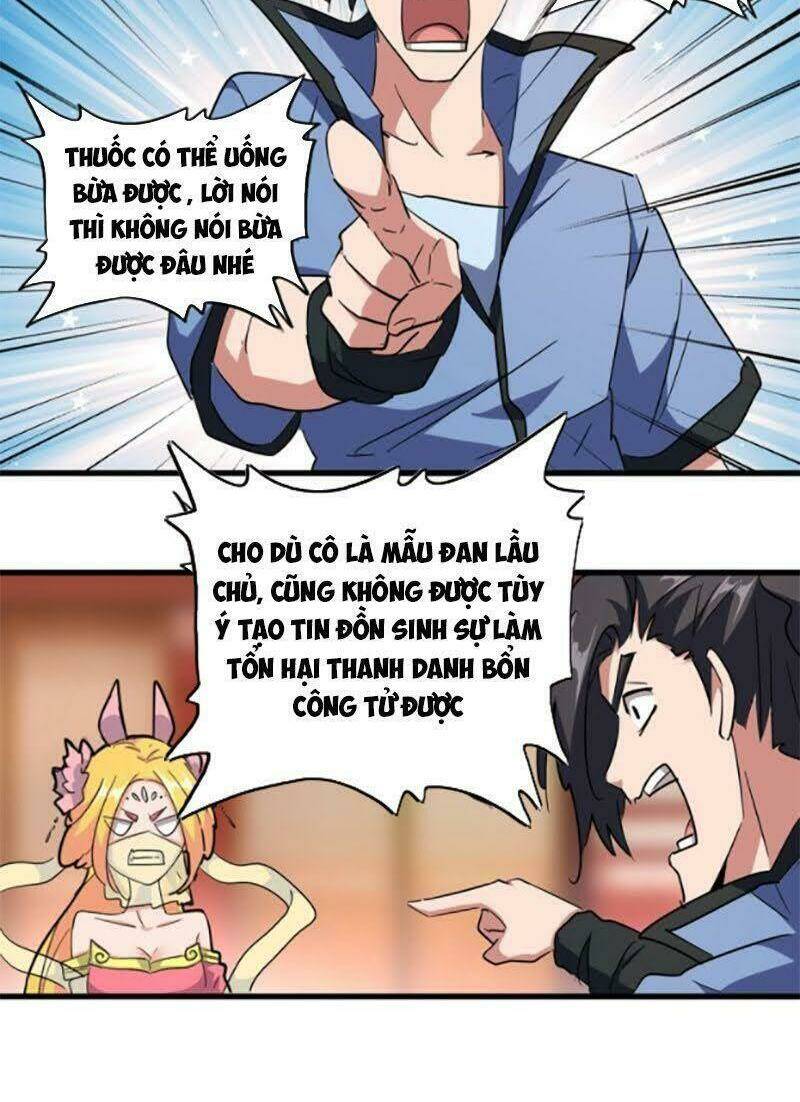 THUỐC CÓ THỂ UỐNG
BỪA ĐƯỢC , LỜI NÓI
THÌ KHÔNG NÓI BỪA
ĐƯỢC ĐÂU NHÉ
CHO DÙ CÔ LÀ MẪU ĐAN LẦU
CHỦ, CŨNG KHÔNG ĐƯỢC TÙY
Ý TẠO TIN ĐỒN SINH SỰ LÀM
TỔN HẠI THANH DANH BỔN
CÔNG TỬ ĐƯỢC